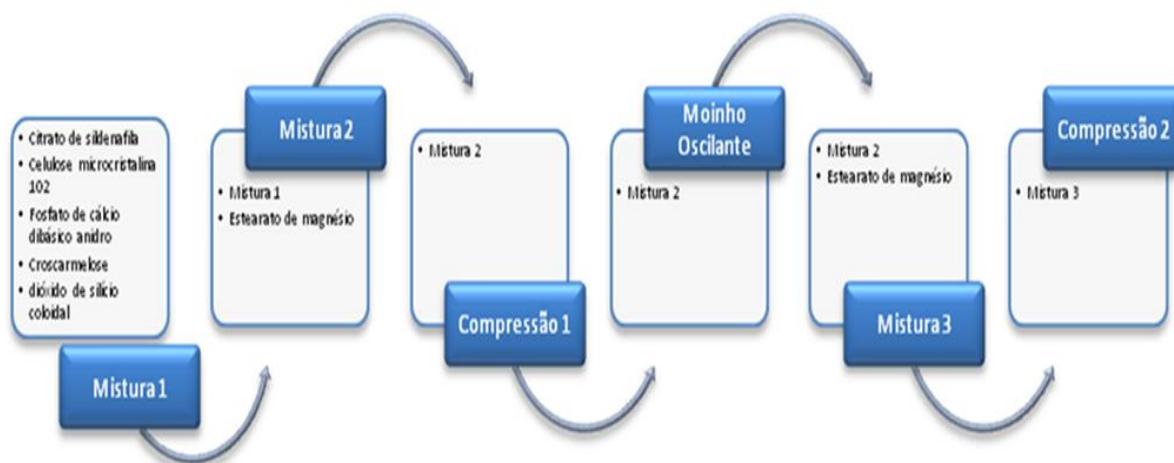 • Citrato de sildenafila
• Celulose microcristalina
102
• Fosfato de cálcio
dibásico anidro
• Croscarmelose
• dióxido de silício
coloidal
Mistura 1
Mistura 2
• Mistura 1
• Estearato de magnésio
• Mistura 2
Compressão 1
Moinho
Oscilante
• Mistura 2
• Mistura 2
• Estearato de magnésio
Mistura 3
Compressão 2
• Mistura 3